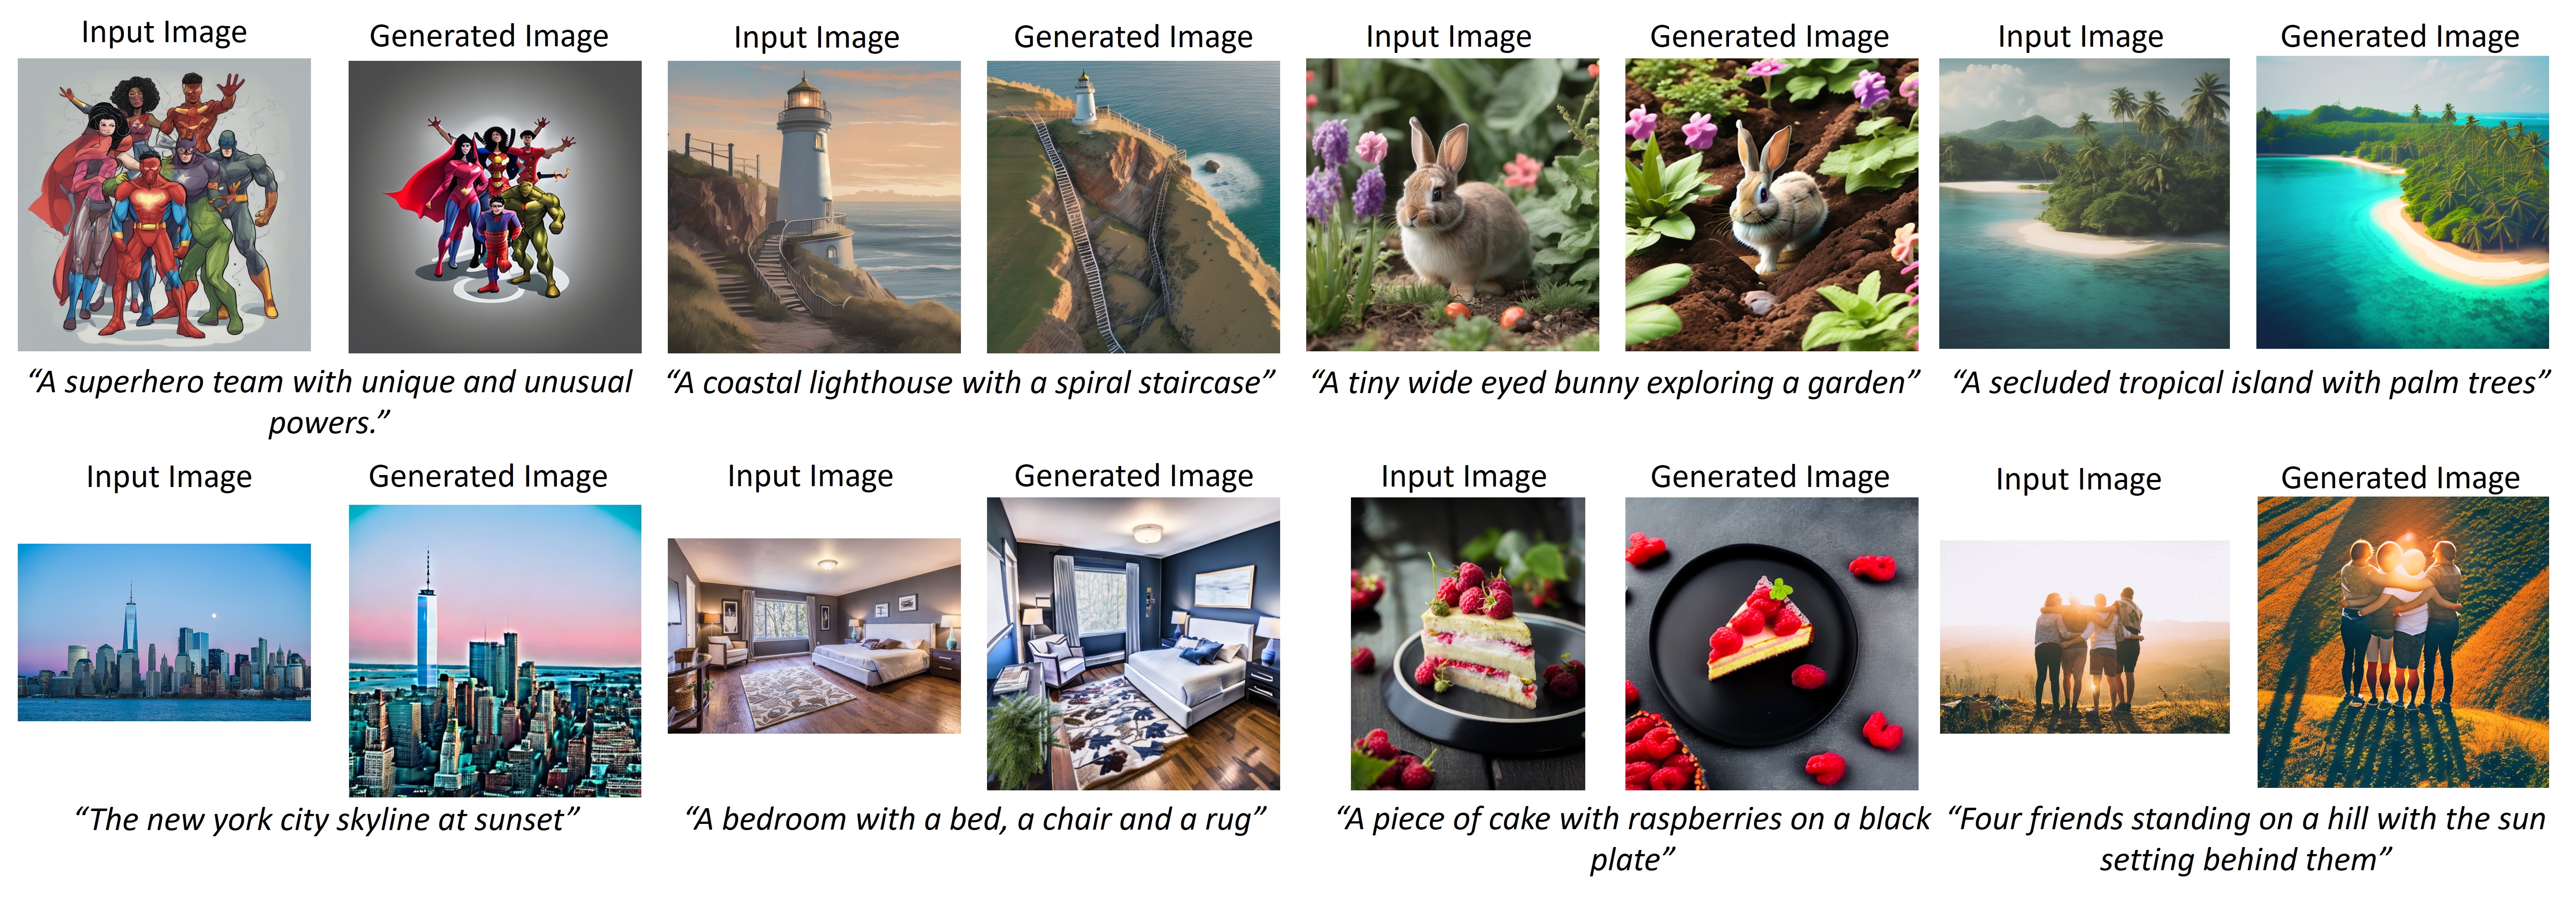 Input Image
Generated Image
Input Image
Generated Image
Input Image
Generated Image
Input Image
Generated Image
“A superhero team with unique and unusual
powers.”
“A coastal lighthouse with a spiral staircase”
“A tiny wide eyed bunny exploring a garden”
“A secluded tropical island with palm trees”
Input Image
Generated Image
Input Image
Generated Image
Input Image
Generated Image
Input Image
Generated Image
“The new york city skyline at sunset”
“A bedroom with a bed, a chair and a rug”
“A piece of cake with raspberries on a black
plate”
“Four friends standing on a hill with the sun
setting behind them”